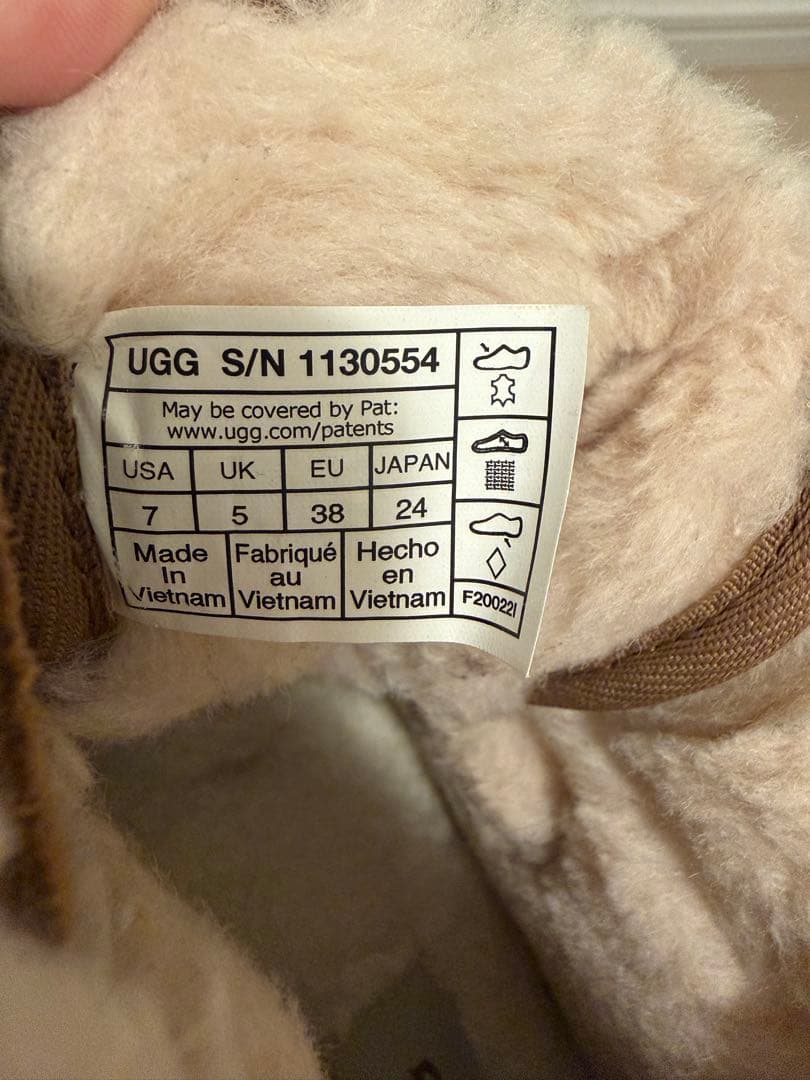 UGG S/N 1130554
May be covered by Pat:
www.ugg.com/patents
USA UK EU JAPAN
7 5 38 24
Made In Vietnam
Fabriqué au Vietnam
Hecho en Vietnam
F20022I